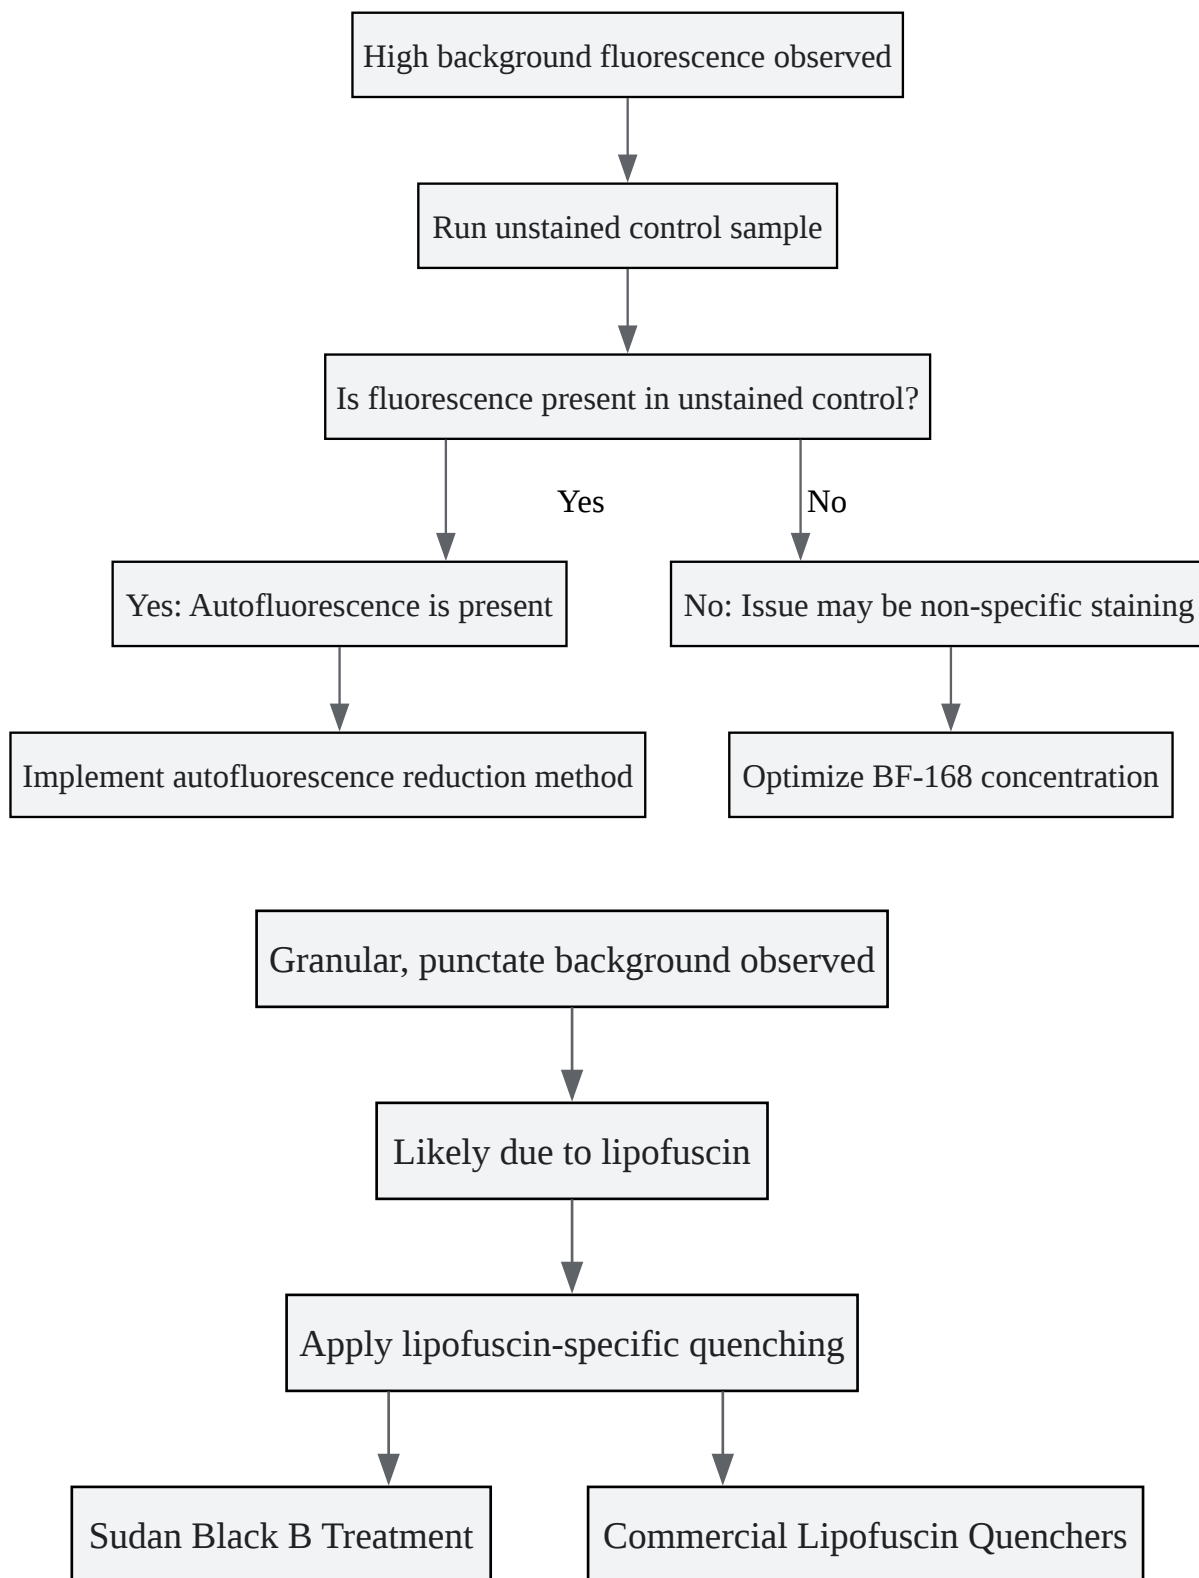 High background fluorescence observed
Run unstained control sample
Is fluorescence present in unstained control?
Yes
No
Yes: Autofluorescence is present
No: Issue may be non-specific staining
Implement autofluorescence reduction method
Optimize BF-168 concentration
Granular, punctate background observed
Likely due to lipofuscin
Apply lipofuscin-specific quenching
Sudan Black B Treatment
Commercial Lipofuscin Quenchers